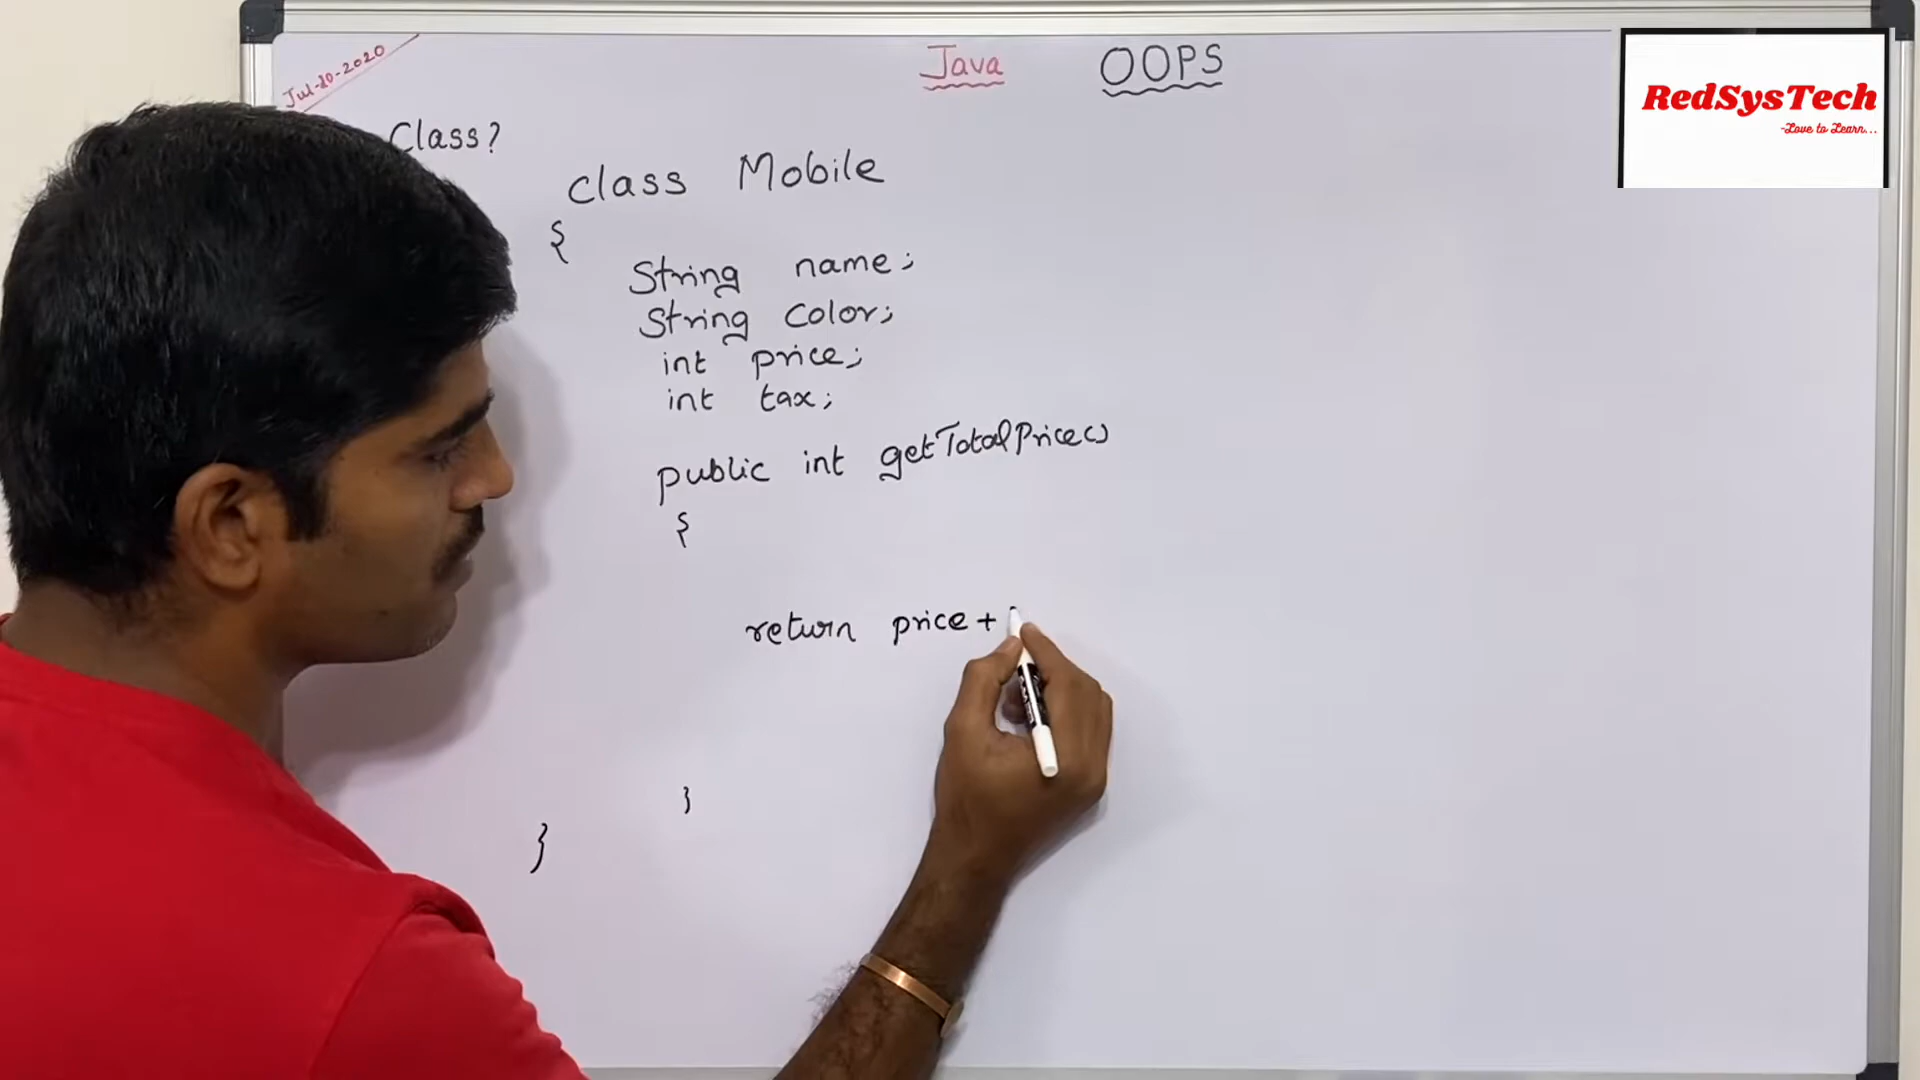 Jul-20-2020
Java OOPS
RedSysTech
-Love to Learn...
Class?
class Mobile
{
String name;
String color;
int price;
int tax;
public int getTotalPrice()
{
return price +
}
}